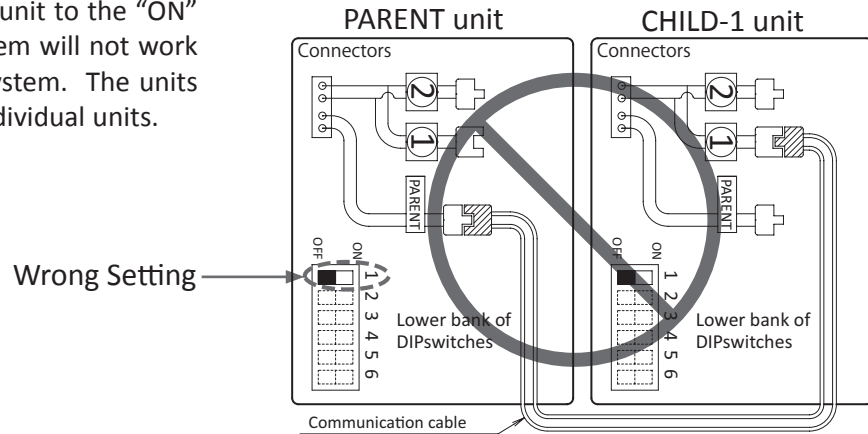 unit to the “ON”
em will not work
ystem. The units
dividual units.
PARENT unit
CHILD-1 unit
Connectors
2
1
PARENT
OFF
ON
1
2
3
4
5
6
Lower bank of
DIPswitches
Wrong Setting
Connectors
2
1
PARENT
OFF
ON
1
2
3
4
5
6
Lower bank of
DIPswitches
Communication cable